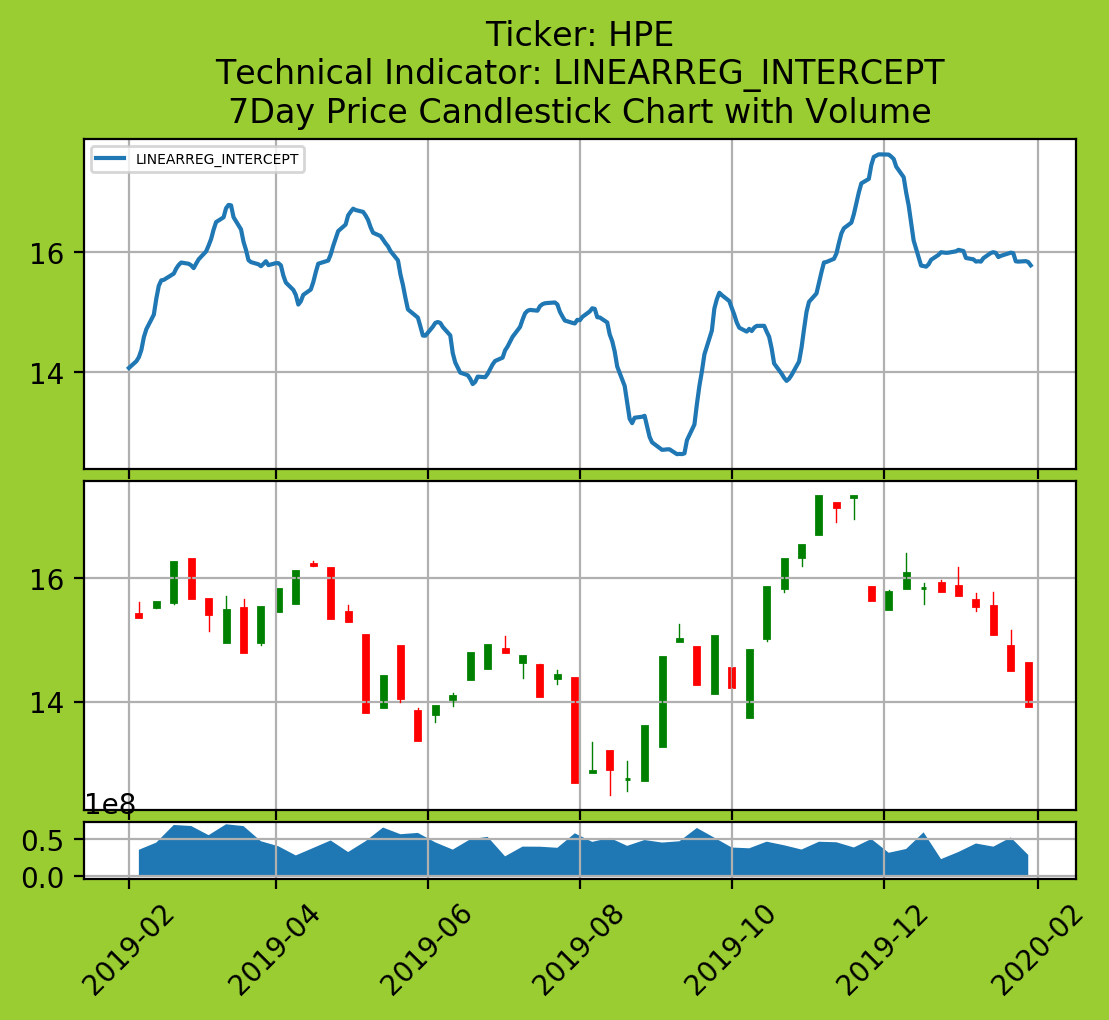 Ticker: HPE
Technical Indicator: LINEARREG_INTERCEPT
7Day Price Candlestick Chart with Volume
LINEARREG_INTERCEPT
16
14
16
14
1e8
0.5
0.0
2019-02
2019-04
2019-06
2019-08
2019-10
2019-12
2020-02